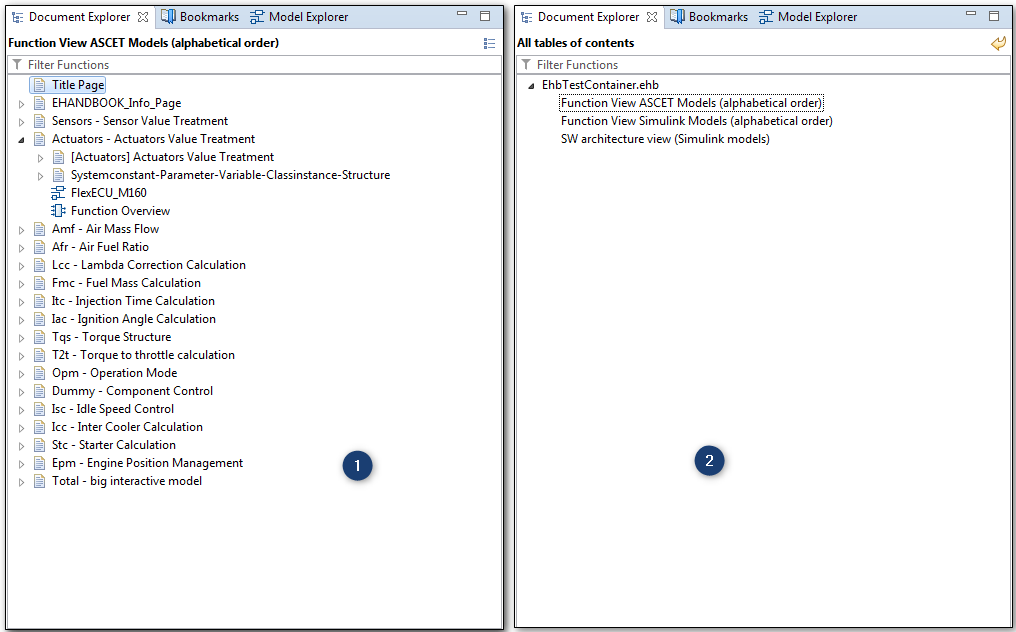 Document Explorer Bookmarks Model Explorer
Function View ASCET Models (alphabetical order)
Filter Functions
Title Page
EHANDBOOK_Info_Page
Sensors - Sensor Value Treatment
Actuators - Actuators Value Treatment
[Actuators] Actuators Value Treatment
Systemconstant-Parameter-Variable-Classinstance-Structure
FlexECU_M160
Function Overview
Amf - Air Mass Flow
Afr - Air Fuel Ratio
Lcc - Lambda Correction Calculation
Fmc - Fuel Mass Calculation
Itc - Injection Time Calculation
Iac - Ignition Angle Calculation
Tqs - Torque Structure
T2t - Torque to throttle calculation
Opm - Operation Mode
Dummy - Component Control
Isc - Idle Speed Control
Icc - Inter Cooler Calculation
Stc - Starter Calculation
Epm - Engine Position Management
Total - big interactive model
1
Document Explorer Bookmarks Model Explorer
All tables of contents
Filter Functions
EhbTestContainer.ehb
Function View ASCET Models (alphabetical order)
Function View Simulink Models (alphabetical order)
SW architecture view (Simulink models)
2